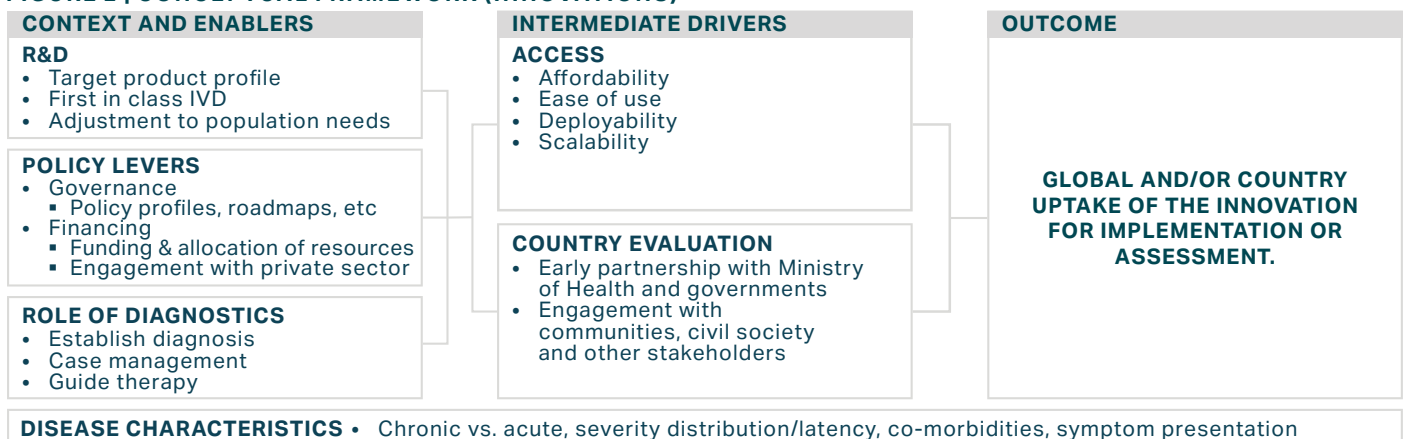 CONTEXT AND ENABLERS
R&D
• Target product profile
• First in class IVD
• Adjustment to population needs
POLICY LEVERS
• Governance
▪ Policy profiles, roadmaps, etc
• Financing
▪ Funding & allocation of resources
▪ Engagement with private sector
ROLE OF DIAGNOSTICS
• Establish diagnosis
• Case management
• Guide therapy
INTERMEDIATE DRIVERS
ACCESS
• Affordability
• Ease of use
• Deployability
• Scalability
COUNTRY EVALUATION
• Early partnership with Ministry
of Health and governments
• Engagement with
communities, civil society
and other stakeholders
OUTCOME
GLOBAL AND/OR COUNTRY
UPTAKE OF THE INNOVATION
FOR IMPLEMENTATION OR
ASSESSMENT.
DISEASE CHARACTERISTICS • Chronic vs. acute, severity distribution/latency, co-morbidities, symptom presentation